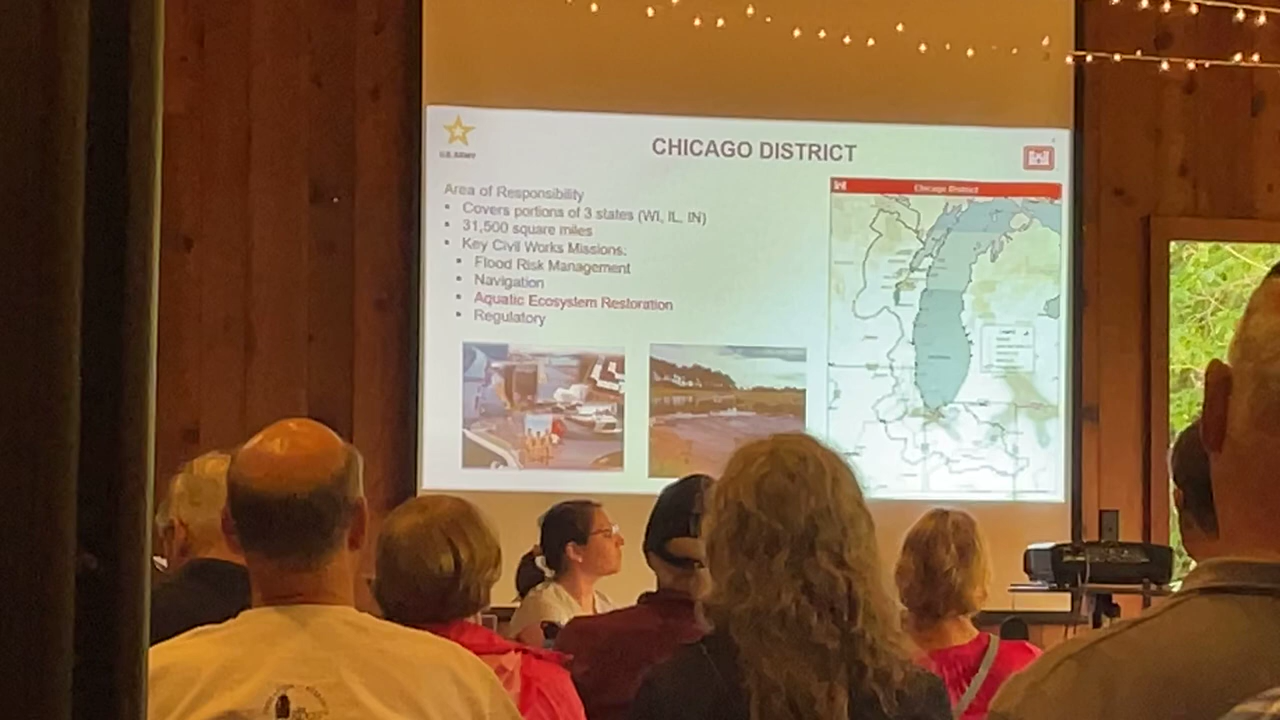 CHICAGO DISTRICT
U.S. ARMY
Area of Responsibility
• Covers portions of 3 states (WI, IL, IN)
• 31,500 square miles
• Key Civil Works Missions:
• Flood Risk Management
• Navigation
• Aquatic Ecosystem Restoration
• Regulatory
Chicago District